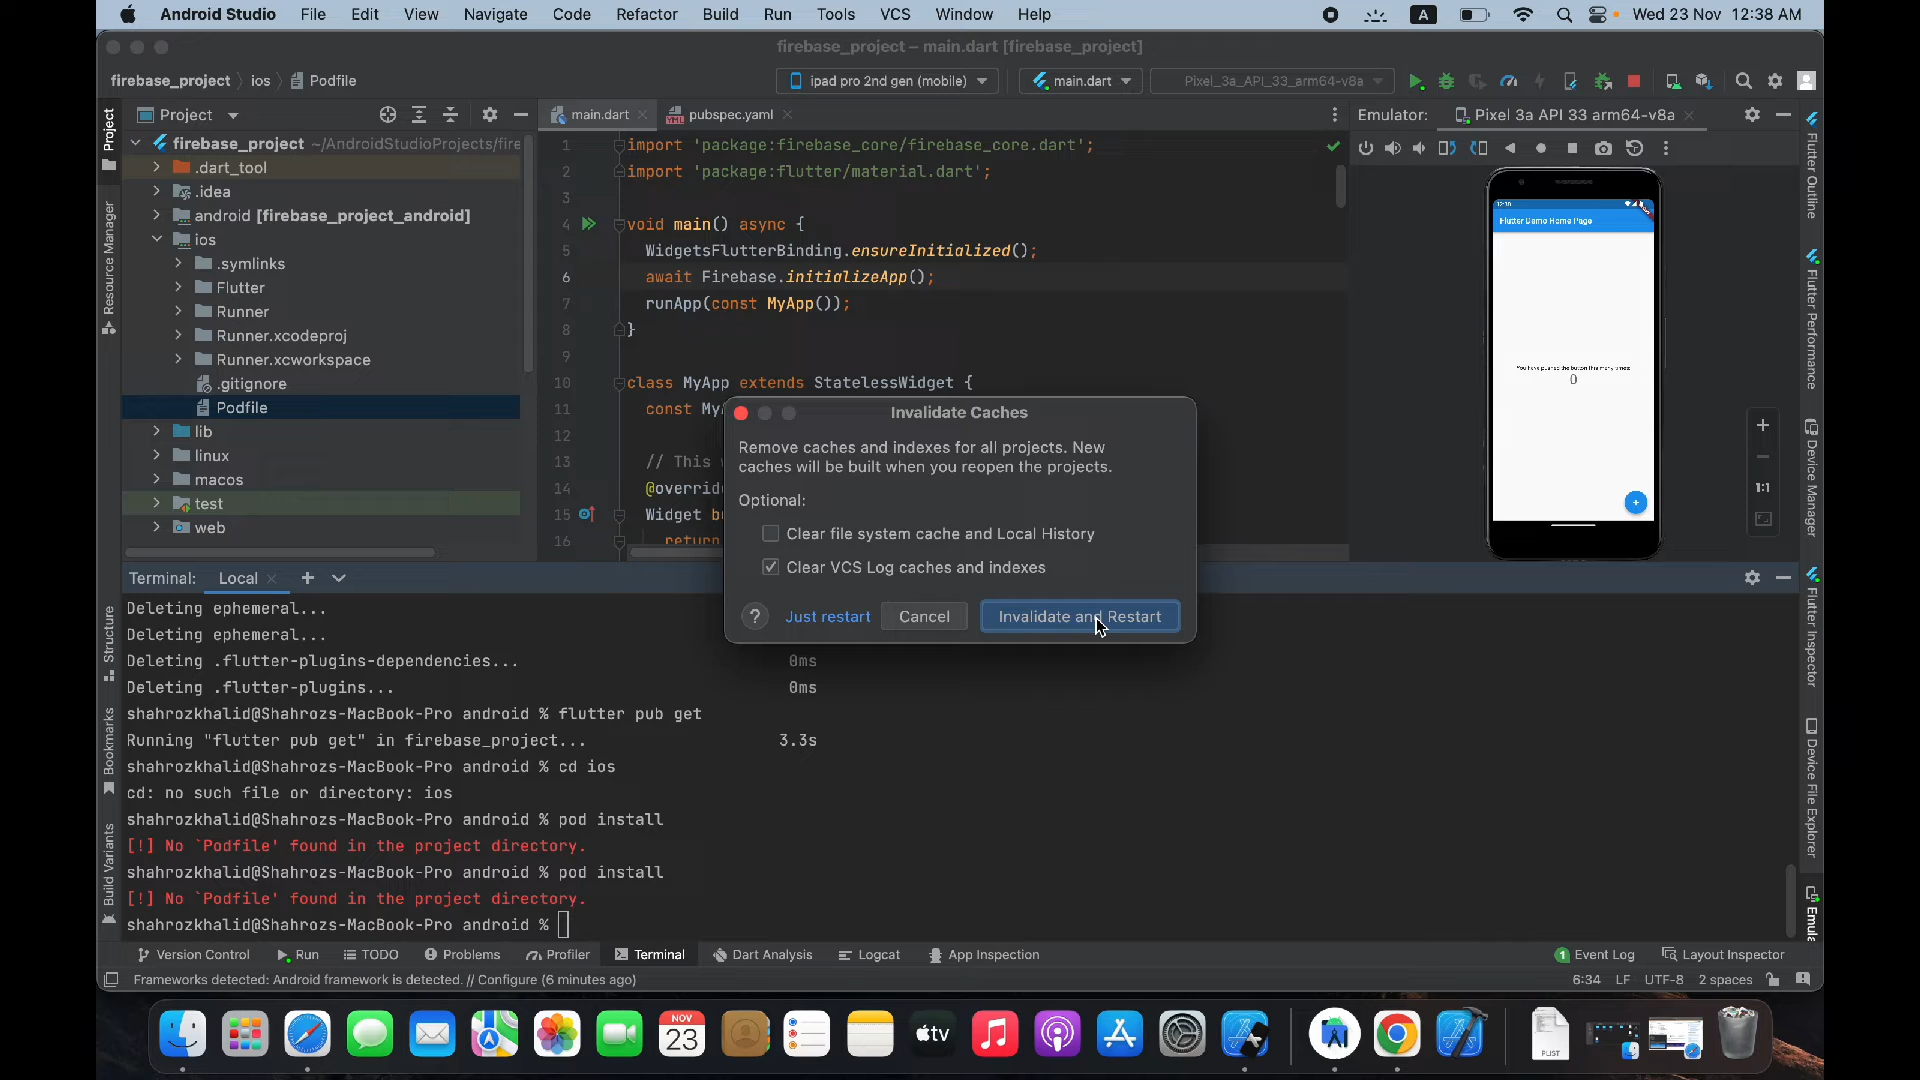 Android Studio File Edit View Navigate Code Refactor Build Run Tools VCS Window Help A Wed 23 Nov 12:38 AM
firebase_project – main.dart [firebase_project]
firebase_project ios Podfile ipad pro 2nd gen (mobile) main.dart Pixel_3a_API_33_arm64-v8a
Project main.dart pubspec.yaml Emulator: Pixel 3a API 33 arm64-v8a
firebase_project ~/AndroidStudioProjects/fire
.dart_tool
.idea
android [firebase_project_android]
ios
.symlinks
Flutter
Runner
Runner.xcodeproj
Runner.xcworkspace
.gitignore
Podfile
lib
linux
macos
test
web
1 import 'package:firebase_core/firebase_core.dart';
2 import 'package:flutter/material.dart';
3
4 void main() async {
5 WidgetsFlutterBinding.ensureInitialized();
6 await Firebase.initializeApp();
7 runApp(const MyApp());
8 }
9
10 class MyApp extends StatelessWidget {
11 const My
12
13 // This
14 @overrid
15 Widget b
16 return
Flutter Demo Home Page
You have pushed the button this many times:
0
+
1:1
Invalidate Caches
Remove caches and indexes for all projects. New
caches will be built when you reopen the projects.
Optional:
Clear file system cache and Local History
Clear VCS Log caches and indexes
? Just restart Cancel Invalidate and Restart
Terminal: Local
Deleting ephemeral...
Deleting ephemeral...
Deleting .flutter-plugins-dependencies... 0ms
Deleting .flutter-plugins... 0ms
shahrozkhalid@Shahrozs-MacBook-Pro android % flutter pub get
Running "flutter pub get" in firebase_project... 3.3s
shahrozkhalid@Shahrozs-MacBook-Pro android % cd ios
cd: no such file or directory: ios
shahrozkhalid@Shahrozs-MacBook-Pro android % pod install
[!] No `Podfile' found in the project directory.
shahrozkhalid@Shahrozs-MacBook-Pro android % pod install
[!] No `Podfile' found in the project directory.
shahrozkhalid@Shahrozs-MacBook-Pro android %
Project
Resource Manager
Structure
Bookmarks
Build Variants
Flutter Outline
Flutter Performance
Device Manager
Flutter Inspector
Device File Explorer
Emula
Version Control Run TODO Problems Profiler Terminal Dart Analysis Logcat App Inspection 1 Event Log Layout Inspector
Frameworks detected: Android framework is detected. // Configure (6 minutes ago) 6:34 LF UTF-8 2 spaces
NOV
23
tv
PLIST